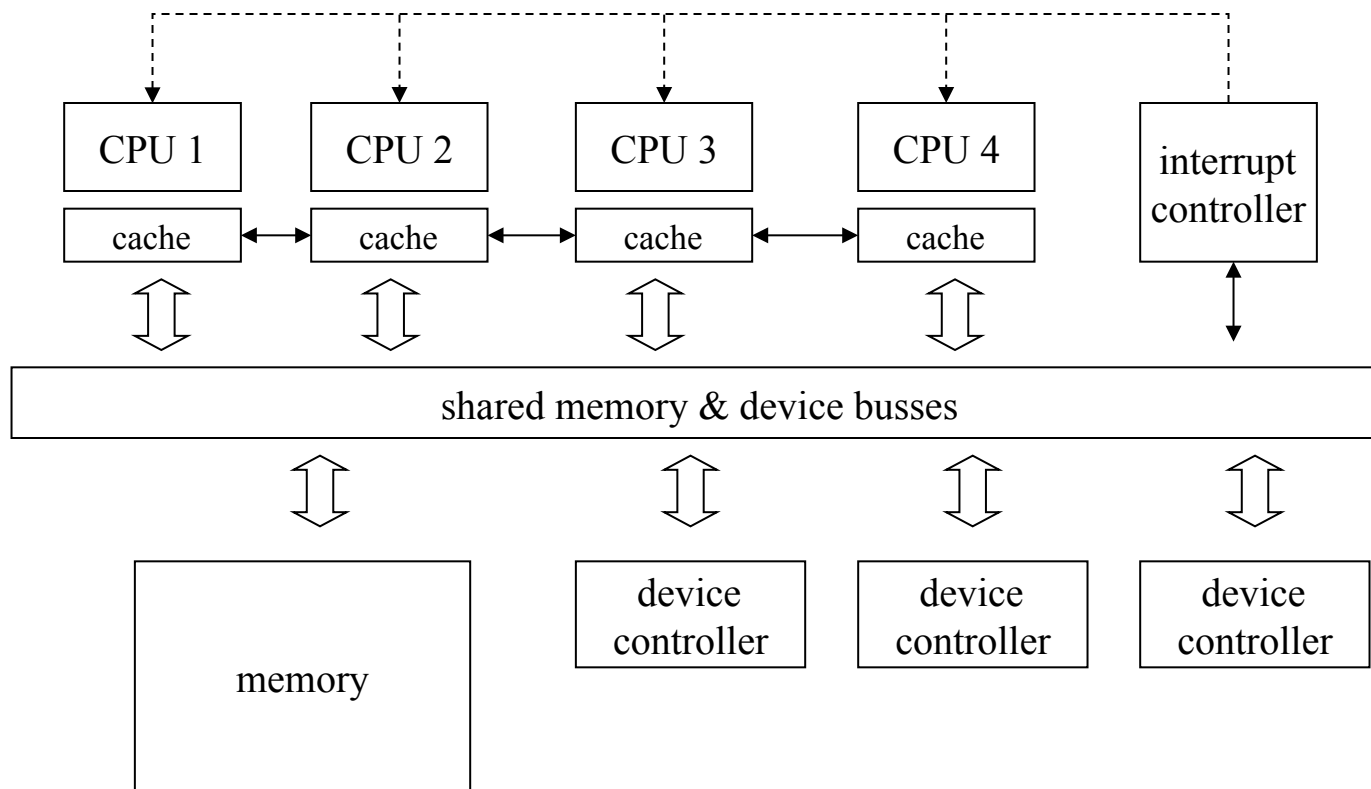 CPU 1
CPU 2
CPU 3
CPU 4
interrupt
controller
cache
cache
cache
cache
shared memory & device busses
memory
device
controller
device
controller
device
controller